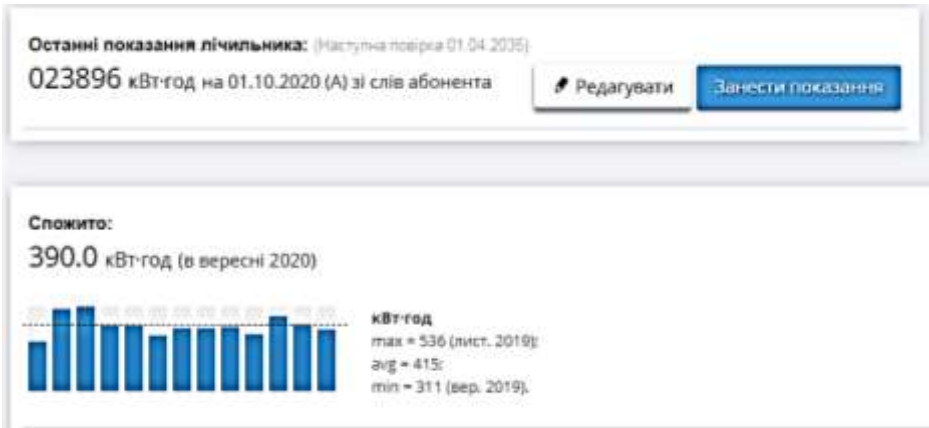 Останні показання лічильника: (Наступна повірка 01.04.2035)
023896 кВт·год на 01.10.2020 (А) зі слів абонента
Редагувати
Занести показання
Спожито:
390.0 кВт·год (в вересні 2020)
кВт·год
max = 536 (лист. 2019);
avg = 415;
min = 311 (вер. 2019).